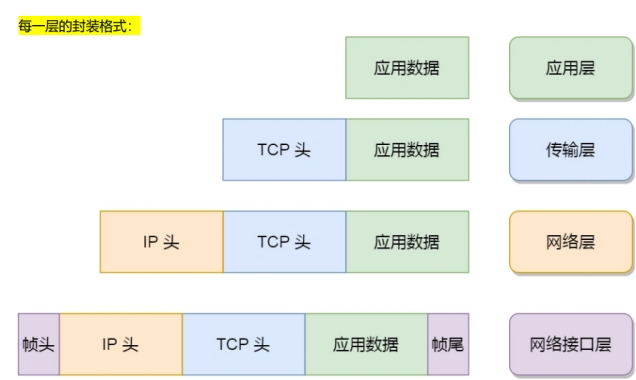 每一层的封装格式：
应用数据 应用层
TCP 头 应用数据 传输层
IP 头 TCP 头 应用数据 网络层
帧头 IP 头 TCP 头 应用数据 帧尾 网络接口层